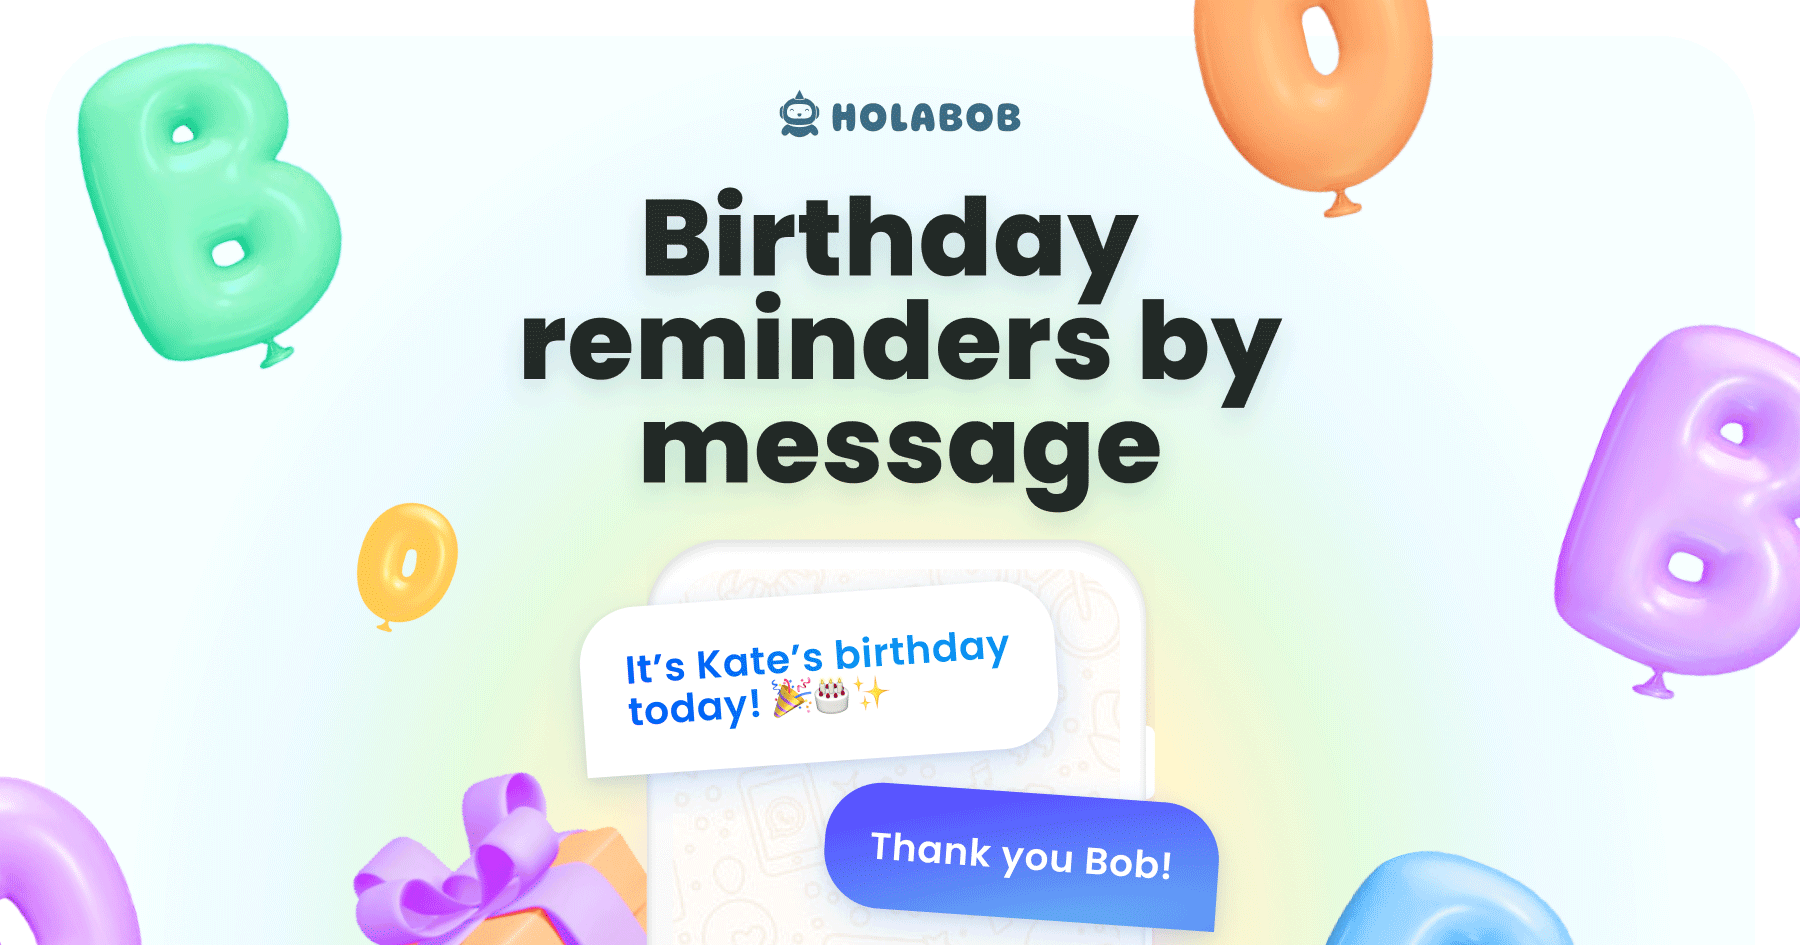 HOLABOB
Birthday
reminders by
message
It’s Kate’s birthday
today! 🎉🎂✨
Thank you Bob!
B
O
O
B